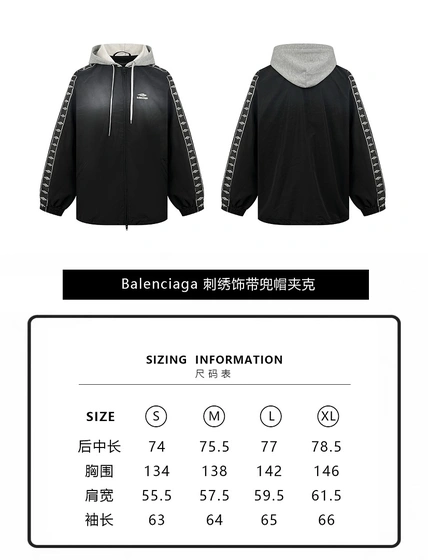 Balenciaga 刺绣饰带兜帽夹克
SIZING INFORMATION
尺码表
SIZE S M L XL
后中长 74 75.5 77 78.5
胸围 134 138 142 146
肩宽 55.5 57.5 59.5 61.5
袖长 63 64 65 66